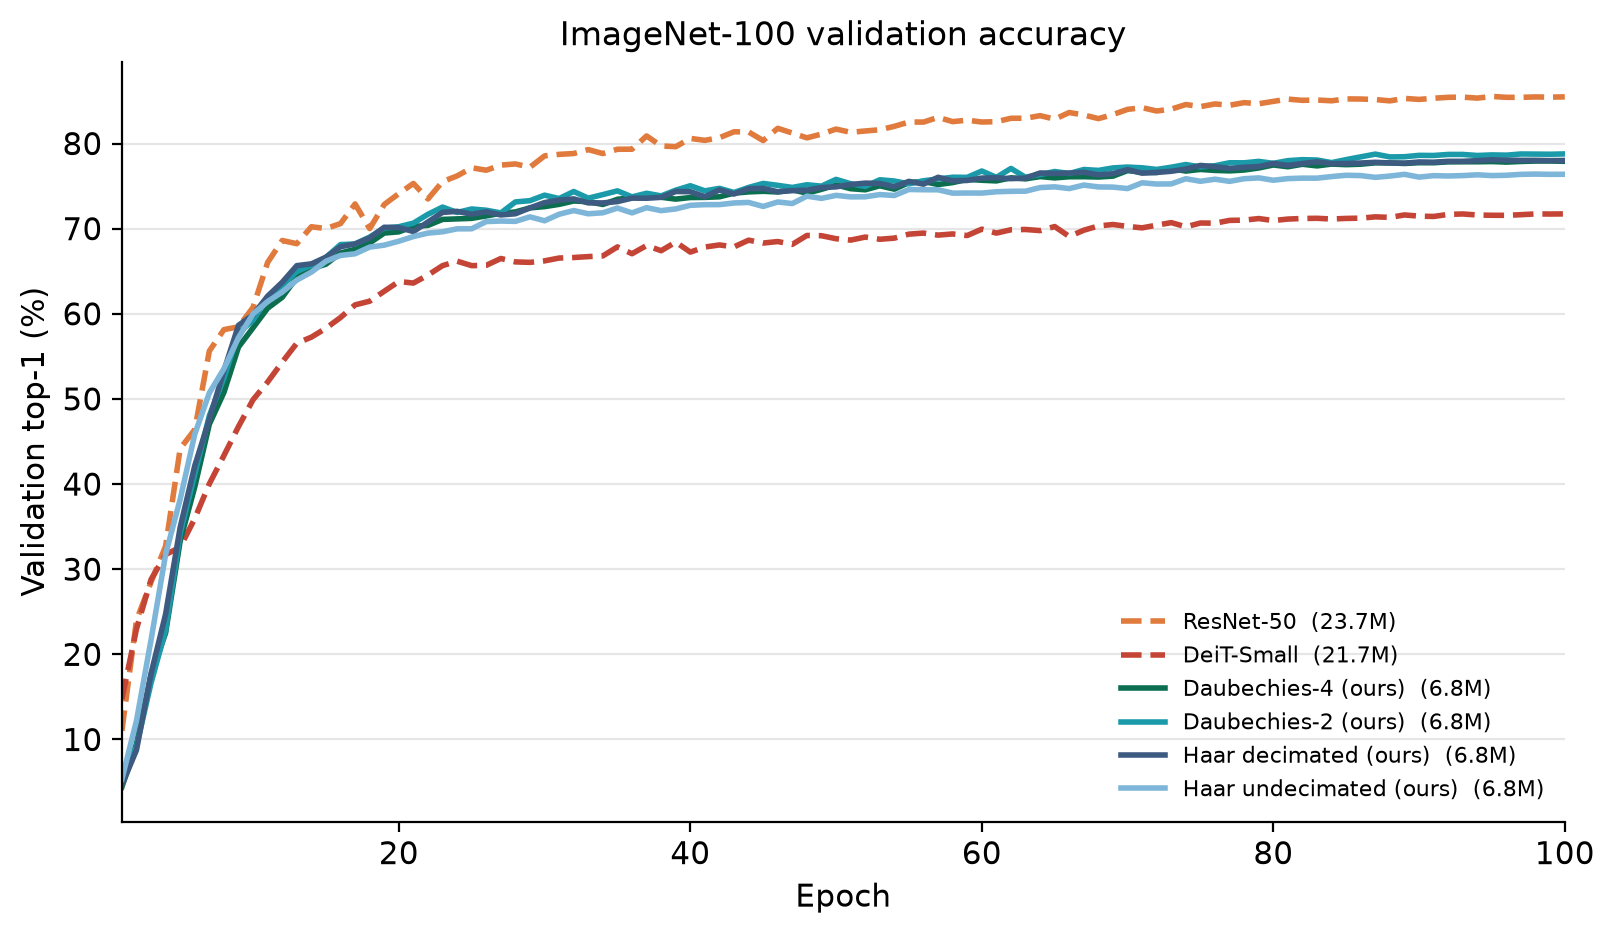 ImageNet-100 validation accuracy
Validation top-1 (%)
80
70
60
50
40
30
20
10
ResNet-50 (23.7M)
DeiT-Small (21.7M)
Daubechies-4 (ours) (6.8M)
Daubechies-2 (ours) (6.8M)
Haar decimated (ours) (6.8M)
Haar undecimated (ours) (6.8M)
20 40 60 80 100
Epoch